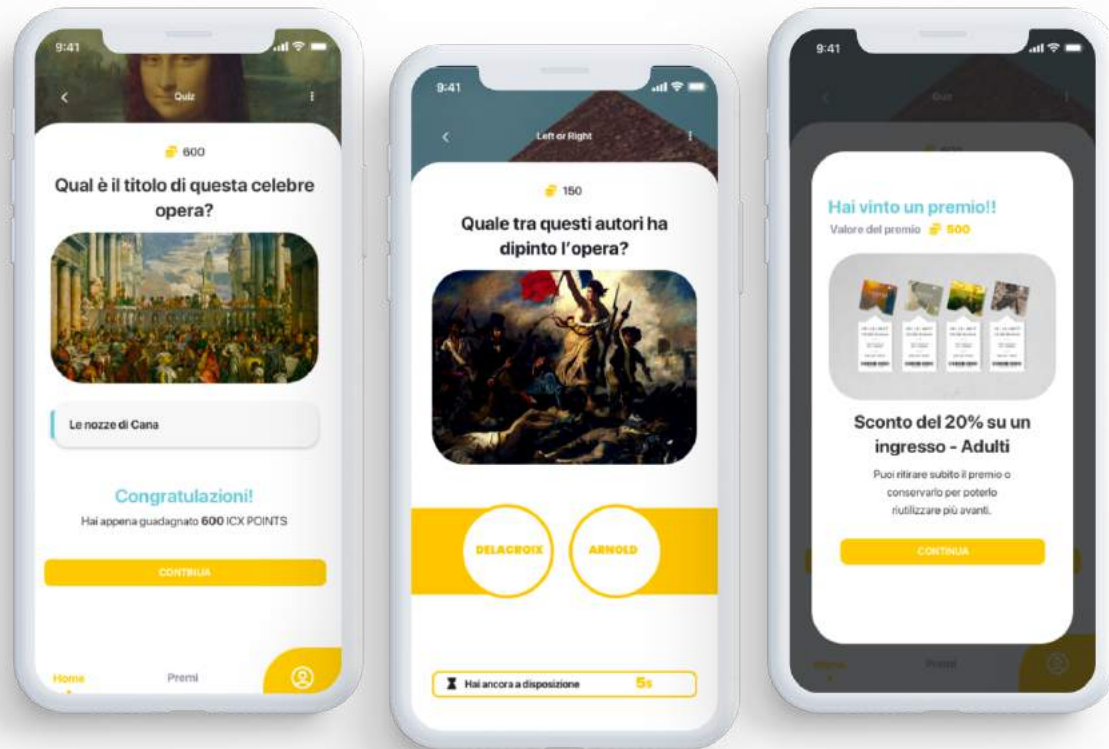 9:41
Quiz
600
Qual è il titolo di questa celebre
opera?
Le nozze di Cana
Congratulazioni!
Hai appena guadagnato 600 ICX POINTS
CONTINUA
Home
Premi
9:41
Left or Right
150
Quale tra questi autori ha
dipinto l'opera?
DELACROIX
ARNOLD
Hai ancora a disposizione
5s
9:41
Quiz
Hai vinto un premio!!
Valore del premio
500
Sconto del 20% su un
ingresso - Adulti
Puoi ritirare subito il premio o
conservarlo per poterlo
riutilizzare più avanti.
CONTINUA
Home
Premi